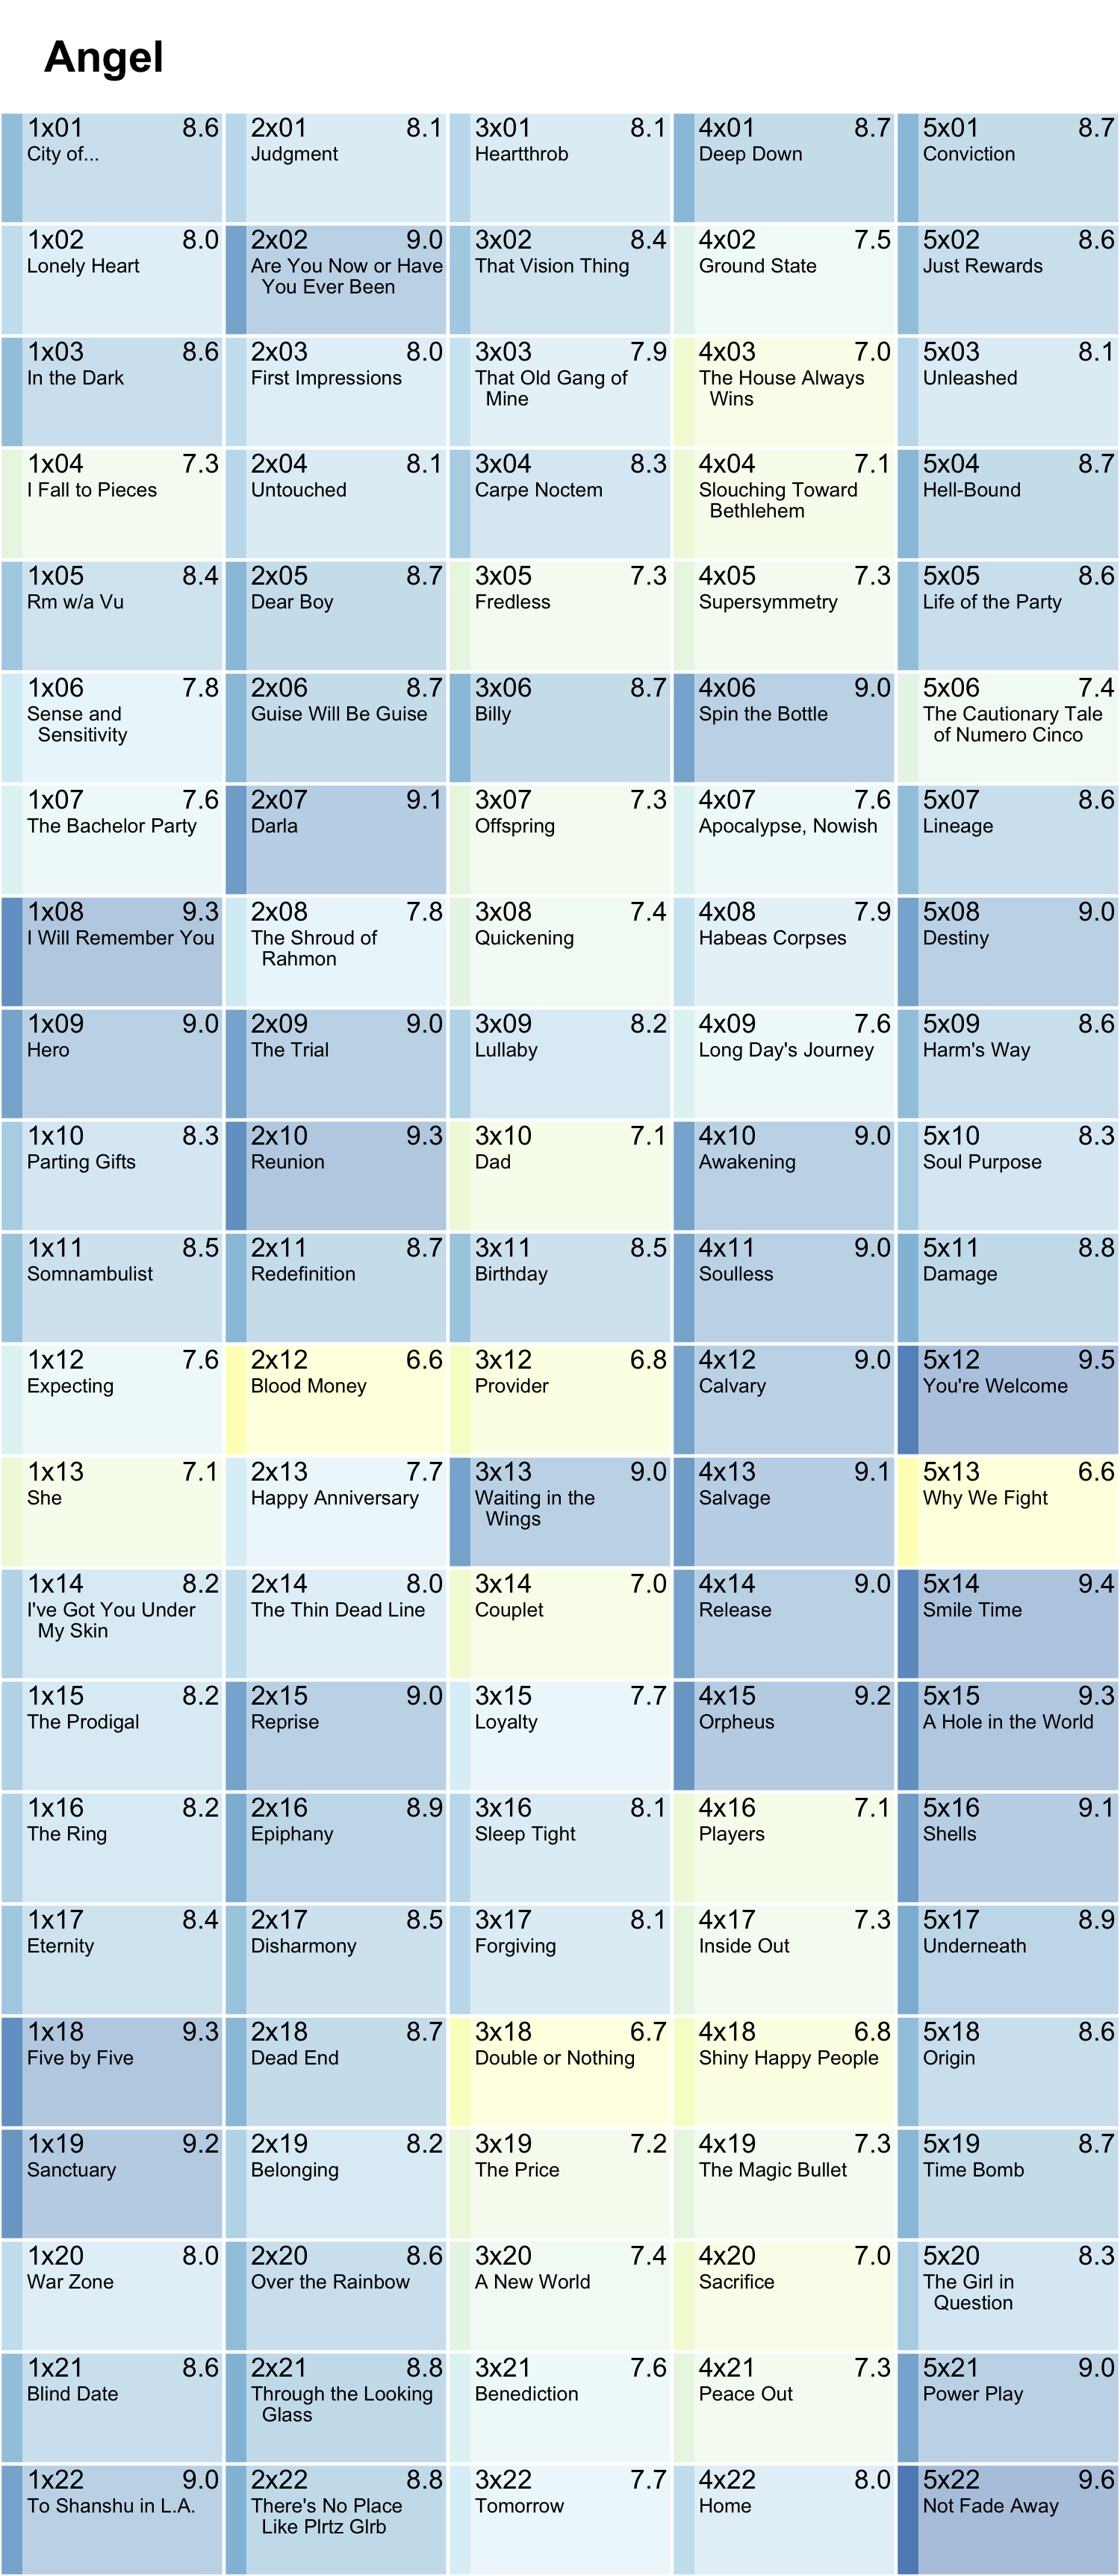 Angel
1x01 8.6 2x01 8.1 3x01 8.1 4x01 8.7 5x01 8.7
City of... Judgment Heartthrob Deep Down Conviction
1x02 8.0 2x02 9.0 3x02 8.4 4x02 7.5 5x02 8.6
Lonely Heart Are You Now or Have That Vision Thing Ground State Just Rewards
You Ever Been
1x03 8.6 2x03 8.0 3x03 7.9 4x03 7.0 5x03 8.1
In the Dark First Impressions That Old Gang of The House Always Unleashed
Mine Wins
1x04 7.3 2x04 8.1 3x04 8.3 4x04 7.1 5x04 8.7
I Fall to Pieces Untouched Carpe Noctem Slouching Toward Hell-Bound
Bethlehem
1x05 8.4 2x05 8.7 3x05 7.3 4x05 7.3 5x05 8.6
Rm w/a Vu Dear Boy Fredless Supersymmetry Life of the Party
1x06 7.8 2x06 8.7 3x06 8.7 4x06 9.0 5x06 7.4
Sense and Guise Will Be Guise Billy Spin the Bottle The Cautionary Tale
Sensitivity of Numero Cinco
1x07 7.6 2x07 9.1 3x07 7.3 4x07 7.6 5x07 8.6
The Bachelor Party Darla Offspring Apocalypse, Nowish Lineage
1x08 9.3 2x08 7.8 3x08 7.4 4x08 7.9 5x08 9.0
I Will Remember You The Shroud of Quickening Habeas Corpses Destiny
Rahmon
1x09 9.0 2x09 9.0 3x09 8.2 4x09 7.6 5x09 8.6
Hero The Trial Lullaby Long Day's Journey Harm's Way
1x10 8.3 2x10 9.3 3x10 7.1 4x10 9.0 5x10 8.3
Parting Gifts Reunion Dad Awakening Soul Purpose
1x11 8.5 2x11 8.7 3x11 8.5 4x11 9.0 5x11 8.8
Somnambulist Redefinition Birthday Soulless Damage
1x12 7.6 2x12 6.6 3x12 6.8 4x12 9.0 5x12 9.5
Expecting Blood Money Provider Calvary You're Welcome
1x13 7.1 2x13 7.7 3x13 9.0 4x13 9.1 5x13 6.6
She Happy Anniversary Waiting in the Salvage Why We Fight
Wings
1x14 8.2 2x14 8.0 3x14 7.0 4x14 9.0 5x14 9.4
I've Got You Under The Thin Dead Line Couplet Release Smile Time
My Skin
1x15 8.2 2x15 9.0 3x15 7.7 4x15 9.2 5x15 9.3
The Prodigal Reprise Loyalty Orpheus A Hole in the World
1x16 8.2 2x16 8.9 3x16 8.1 4x16 7.1 5x16 9.1
The Ring Epiphany Sleep Tight Players Shells
1x17 8.4 2x17 8.5 3x17 8.1 4x17 7.3 5x17 8.9
Eternity Disharmony Forgiving Inside Out Underneath
1x18 9.3 2x18 8.7 3x18 6.7 4x18 6.8 5x18 8.6
Five by Five Dead End Double or Nothing Shiny Happy People Origin
1x19 9.2 2x19 8.2 3x19 7.2 4x19 7.3 5x19 8.7
Sanctuary Belonging The Price The Magic Bullet Time Bomb
1x20 8.0 2x20 8.6 3x20 7.4 4x20 7.0 5x20 8.3
War Zone Over the Rainbow A New World Sacrifice The Girl in
Question
1x21 8.6 2x21 8.8 3x21 7.6 4x21 7.3 5x21 9.0
Blind Date Through the Looking Benediction Peace Out Power Play
Glass
1x22 9.0 2x22 8.8 3x22 7.7 4x22 8.0 5x22 9.6
To Shanshu in L.A. There's No Place Tomorrow Home Not Fade Away
Like Plrtz Glrb